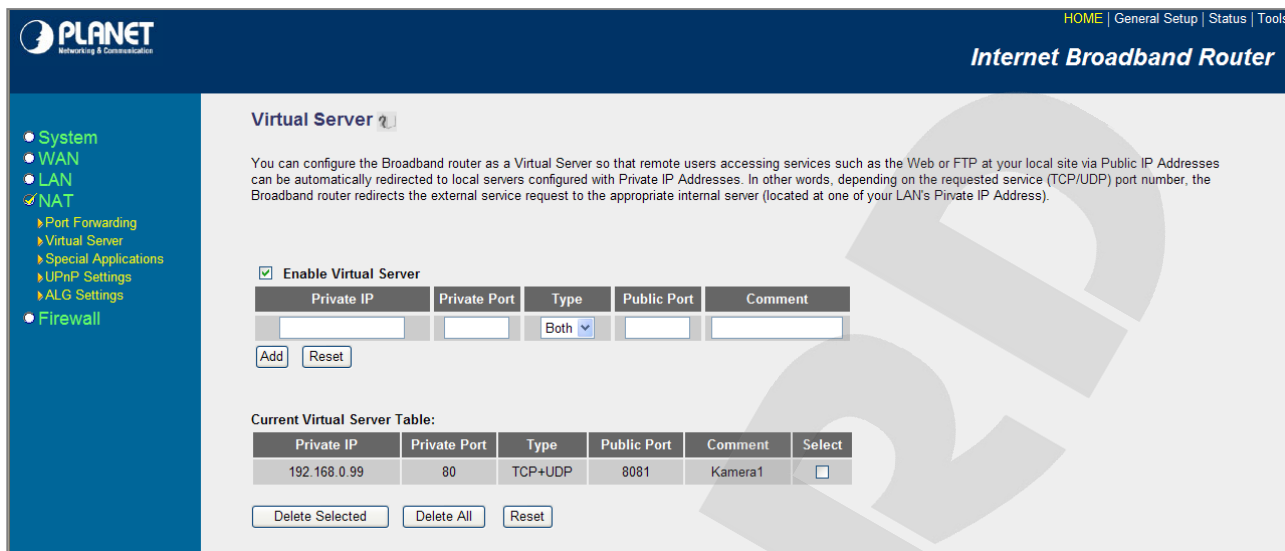 PLANET
Networking & Communication
HOME | General Setup | Status | Tools
Internet Broadband Router
System
WAN
LAN
NAT
Port Forwarding
Virtual Server
Special Applications
UPnP Settings
ALG Settings
Firewall
Virtual Server
You can configure the Broadband router as a Virtual Server so that remote users accessing services such as the Web or FTP at your local site via Public IP Addresses
can be automatically redirected to local servers configured with Private IP Addresses. In other words, depending on the requested service (TCP/UDP) port number, the
Broadband router redirects the external service request to the appropriate internal server (located at one of your LAN's Pirvate IP Address).
Enable Virtual Server
Private IP Private Port Type Public Port Comment
Both
Add Reset
Current Virtual Server Table:
Private IP Private Port Type Public Port Comment Select
192.168.0.99 80 TCP+UDP 8081 Kamera1
Delete Selected Delete All Reset
RD